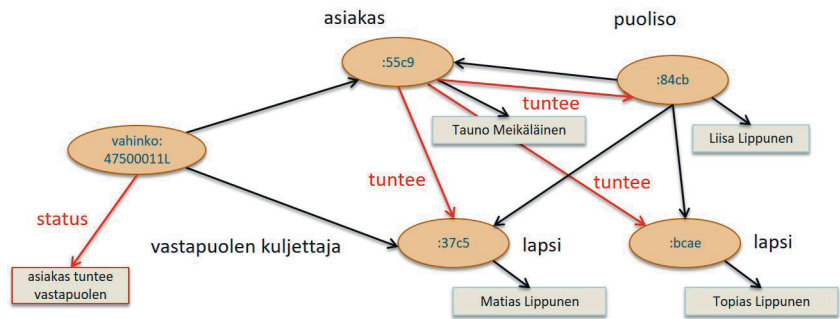 asiakas
puoliso
:55c9
:84cb
tuntee
Tauno Meikäläinen
Liisa Lippunen
vahinko:
47500011L
tuntee
tuntee
status
vastapuolen kuljettaja
:37c5
lapsi
:bcae
lapsi
asiakas tuntee
vastapuolen
Matias Lippunen
Topias Lippunen